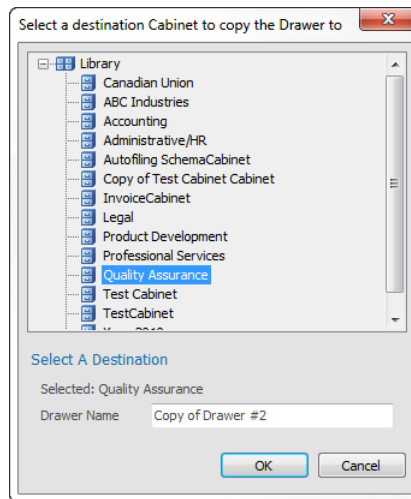 Select a destination Cabinet to copy the Drawer to
Library
Canadian Union
ABC Industries
Accounting
Administrative/HR
Autofiling SchemaCabinet
Copy of Test Cabinet Cabinet
InvoiceCabinet
Legal
Product Development
Professional Services
Quality Assurance
Test Cabinet
TestCabinet
Select A Destination
Selected: Quality Assurance
Drawer Name Copy of Drawer #2
OK Cancel